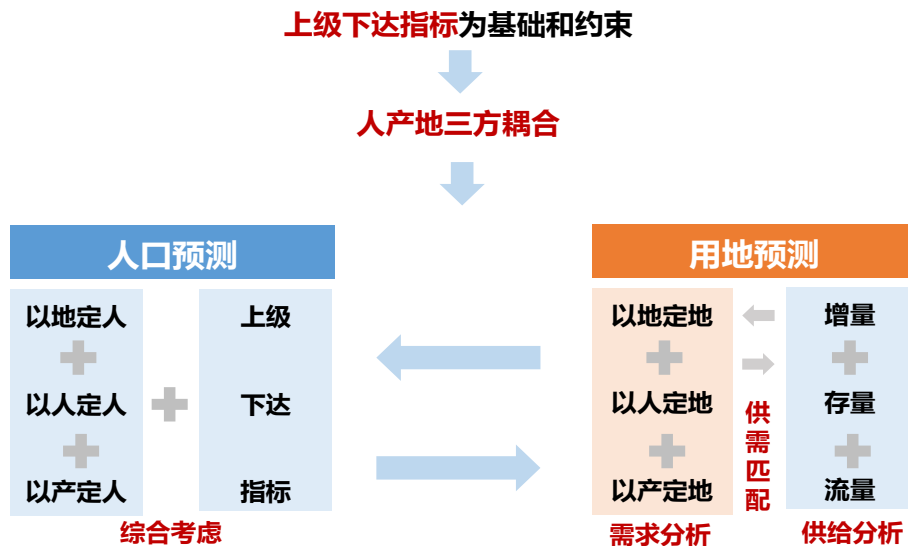 上级下达指标为基础和约束
人产地三方耦合
人口预测
以地定人
以人定人
以产定人
上级
下达
指标
综合考虑
用地预测
以地定地
以人定地
以产定地
供需匹配
增量
存量
流量
需求分析
供给分析